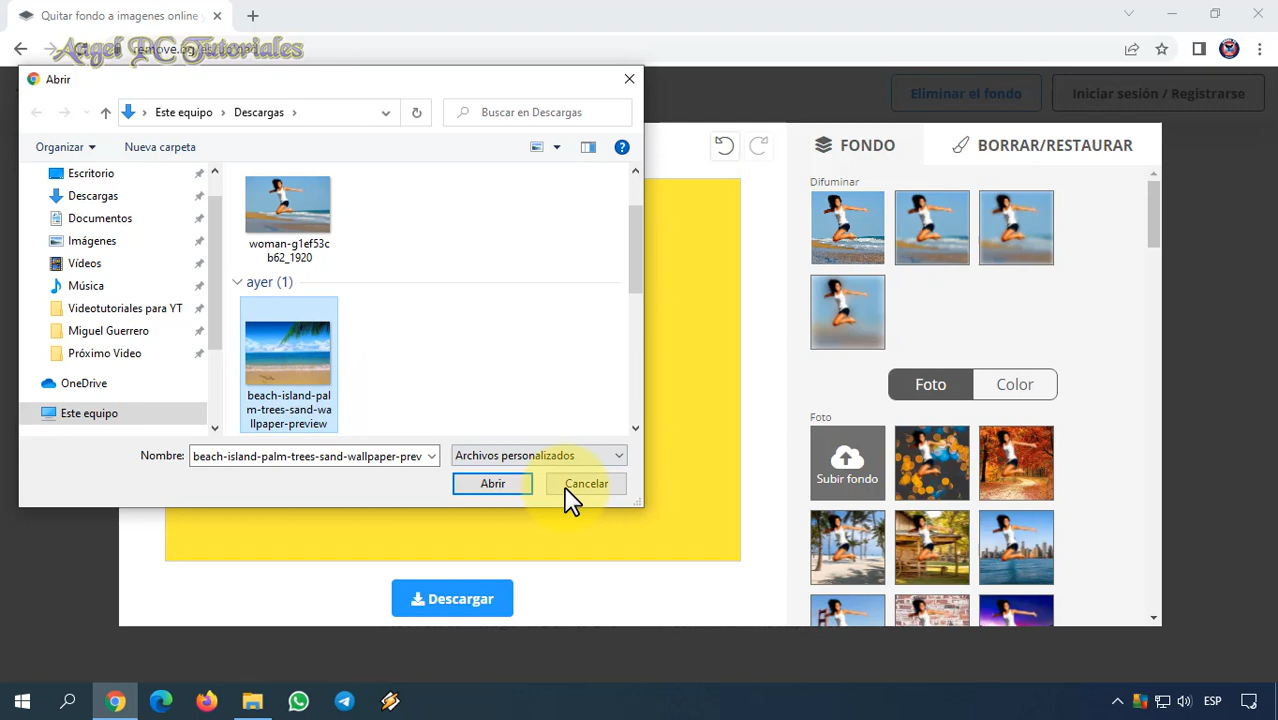 Quitar fondo a imagenes online y
Angel PC Tutoriales
Eliminar el fondo
Iniciar sesión / Registrarse
Abrir
Este equipo
Descargas
Buscar en Descargas
Organizar
Nueva carpeta
Escritorio
Descargas
Documentos
Imágenes
Vídeos
Música
Videotutoriales para YT
Miguel Guerrero
Próximo Video
OneDrive
Este equipo
woman-g1ef53c
b62_1920
ayer (1)
beach-island-pal
m-trees-sand-wa
llpaper-preview
Nombre:
beach-island-palm-trees-sand-wallpaper-prev
Archivos personalizados
Abrir
Cancelar
Descargar
FONDO
BORRAR/RESTAURAR
Difuminar
Foto
Color
Foto
Subir fondo
ESP